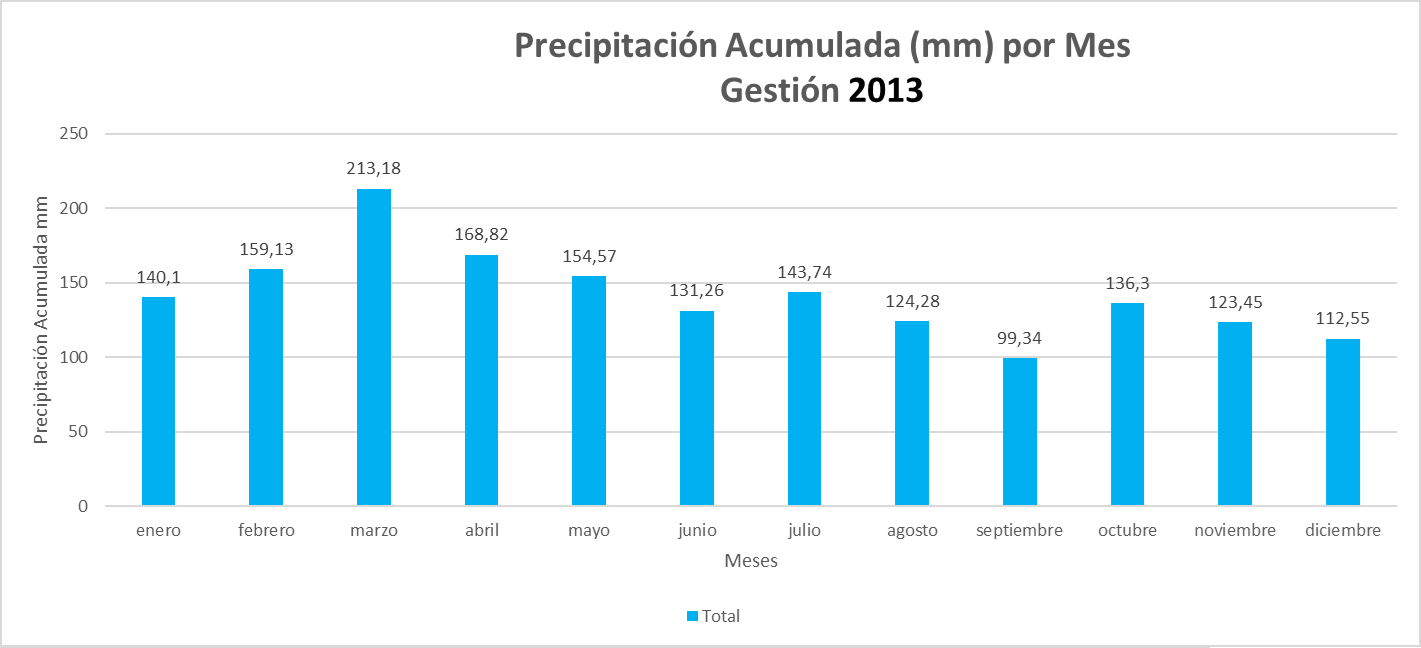 Precipitación Acumulada (mm) por Mes
Gestión 2013
Precipitación Acumulada mm
250
200
150
100
50
0
140,1
159,13
213,18
168,82
154,57
131,26
143,74
124,28
99,34
136,3
123,45
112,55
enero
febrero
marzo
abril
mayo
junio
julio
agosto
septiembre
octubre
noviembre
diciembre
Meses
Total